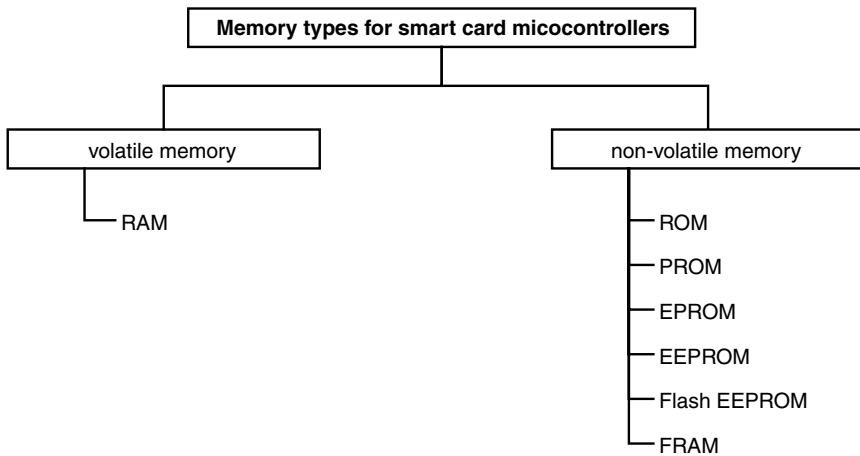 Memory types for smart card micocontrollers
volatile memory
non-volatile memory
RAM
ROM
PROM
EPROM
EEPROM
Flash EEPROM
FRAM